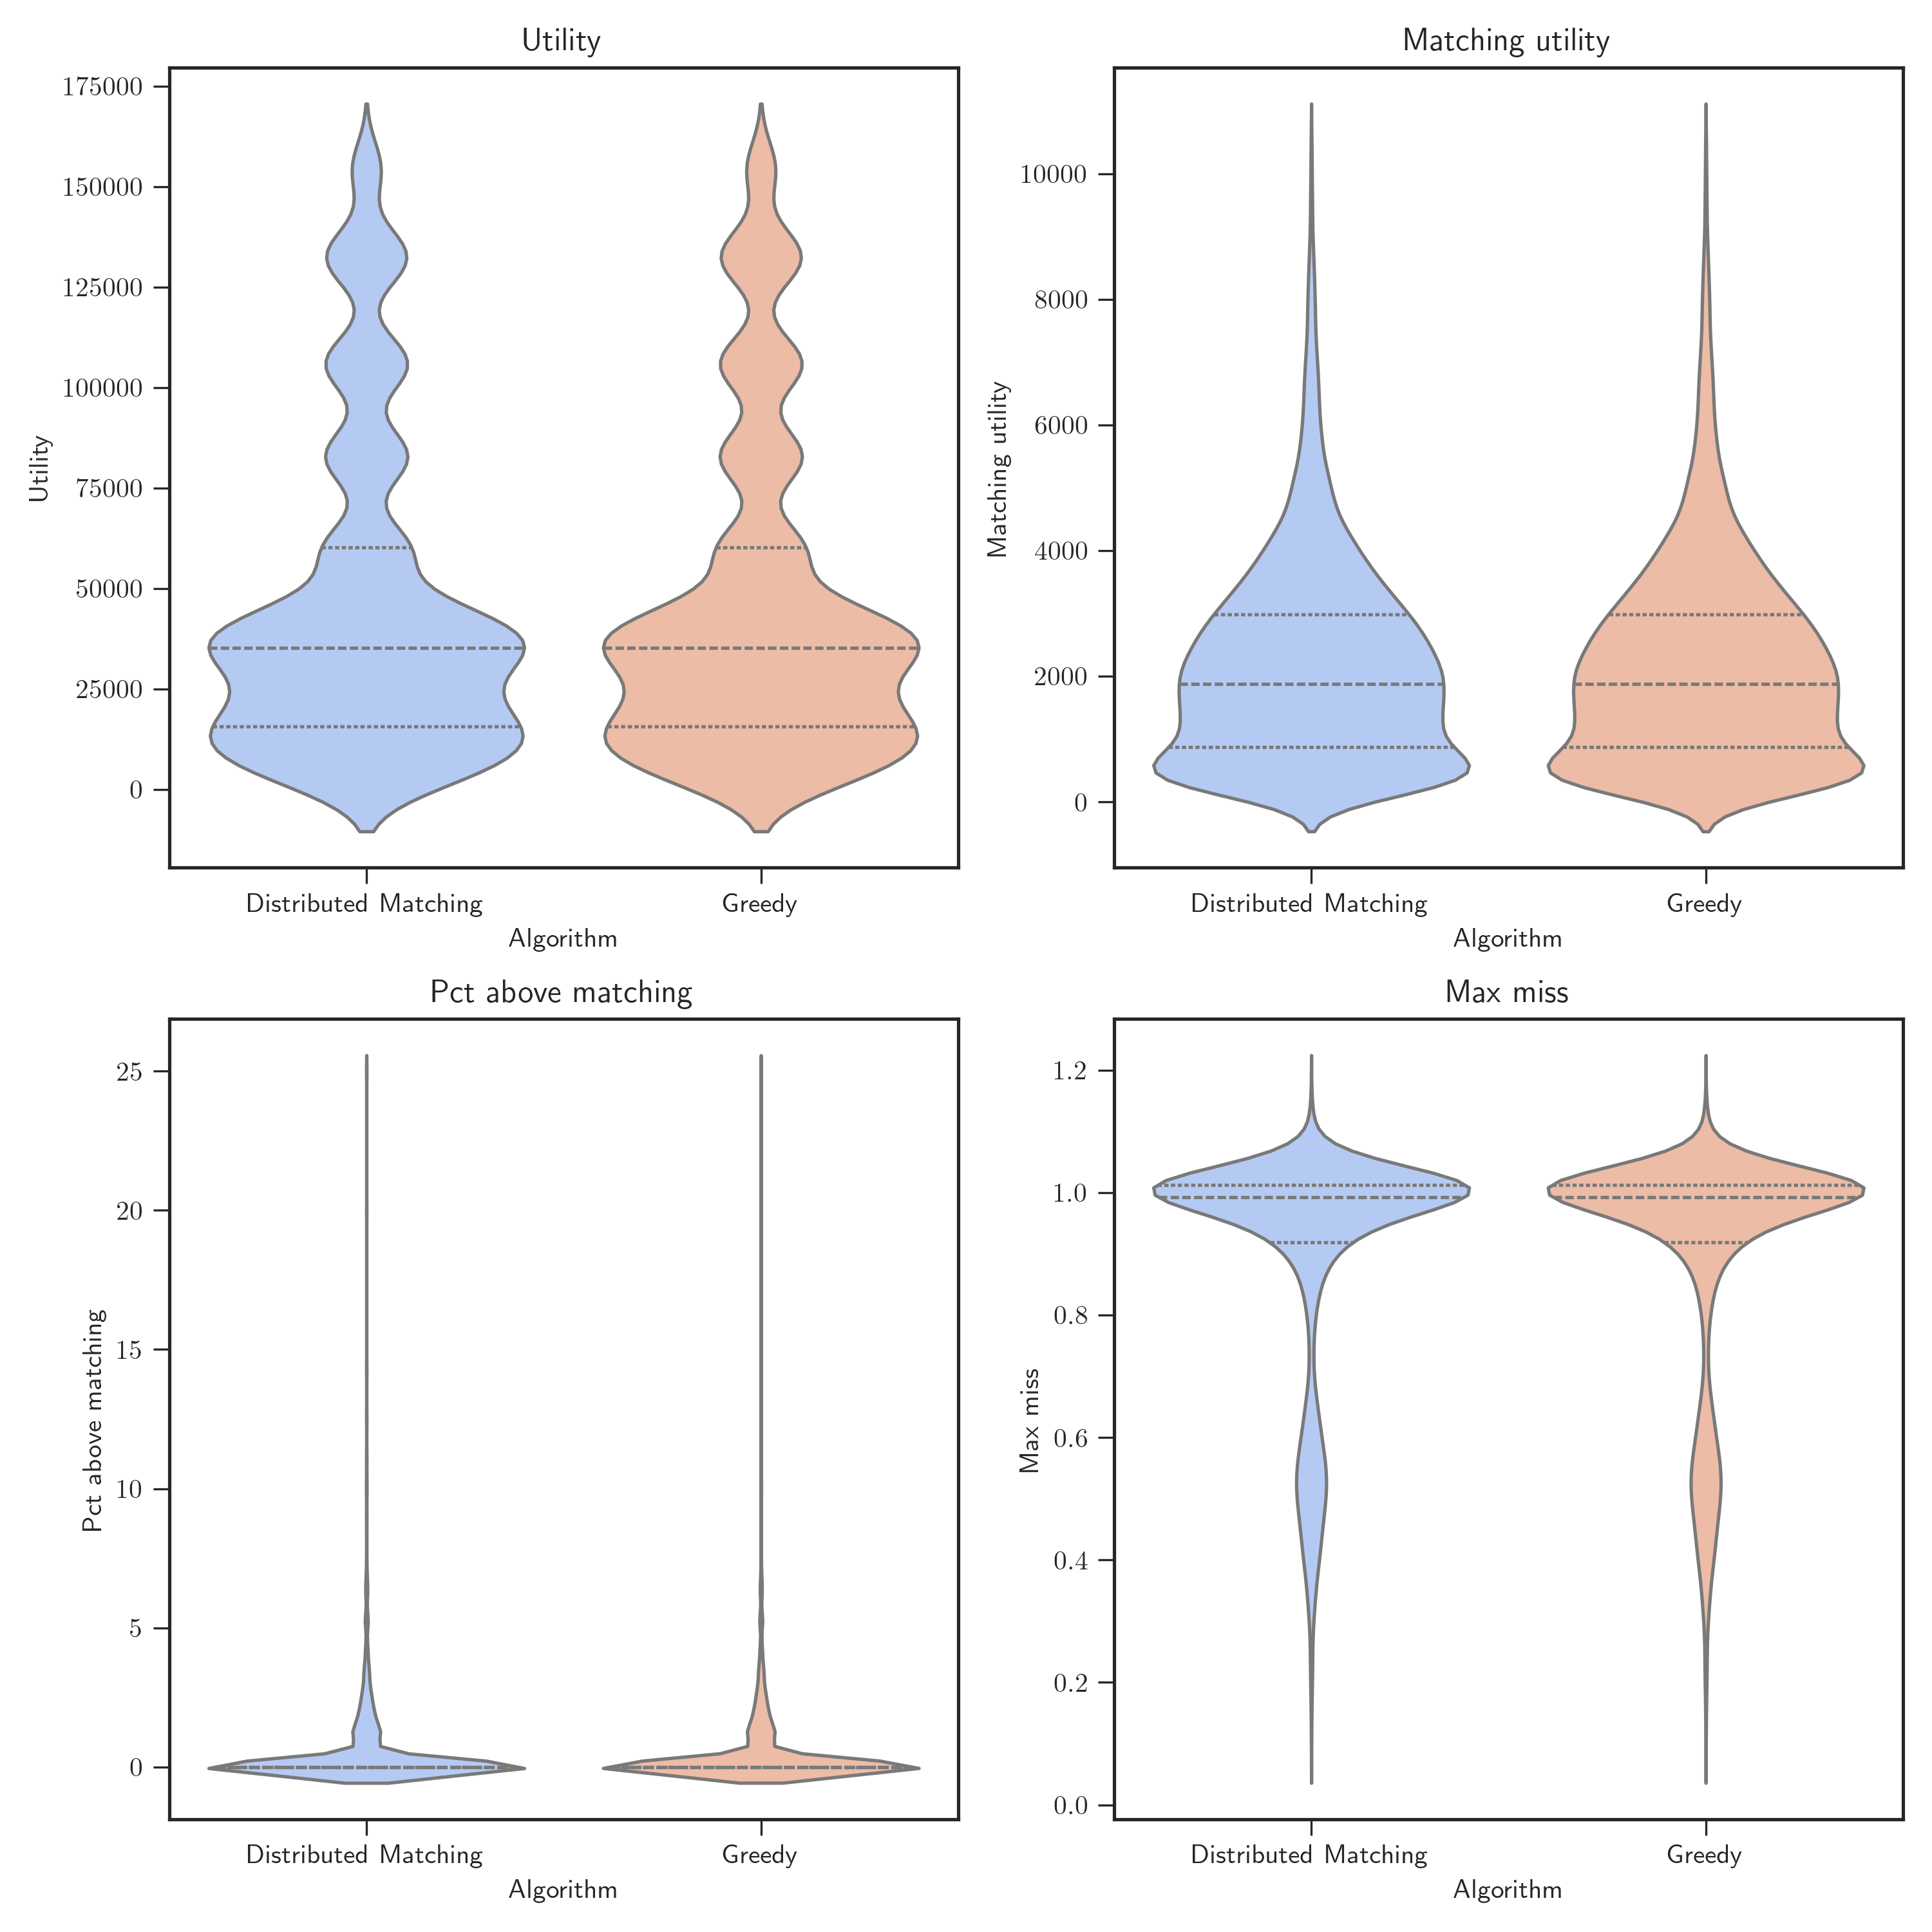 Utility
Utility
175000
150000
125000
100000
75000
50000
25000
0
Distributed Matching
Greedy
Algorithm
Matching utility
Matching utility
10000
8000
6000
4000
2000
0
Distributed Matching
Greedy
Algorithm
Pct above matching
Pct above matching
25
20
15
10
5
0
Distributed Matching
Greedy
Algorithm
Max miss
Max miss
1.2
1.0
0.8
0.6
0.4
0.2
0.0
Distributed Matching
Greedy
Algorithm